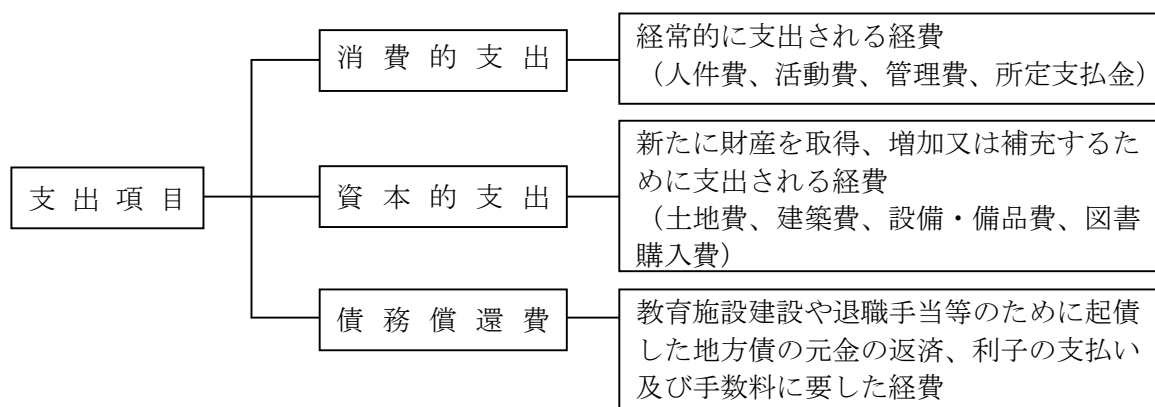 支出項目
消費的支出
経常的に支出される経費
（人件費、活動費、管理費、所定支払金）
資本的支出
新たに財産を取得、増加又は補充するた
めに支出される経費
（土地費、建築費、設備・備品費、図書
購入費）
債務償還費
教育施設建設や退職手当等のために起債
した地方債の元金の返済、利子の支払い
及び手数料に要した経費